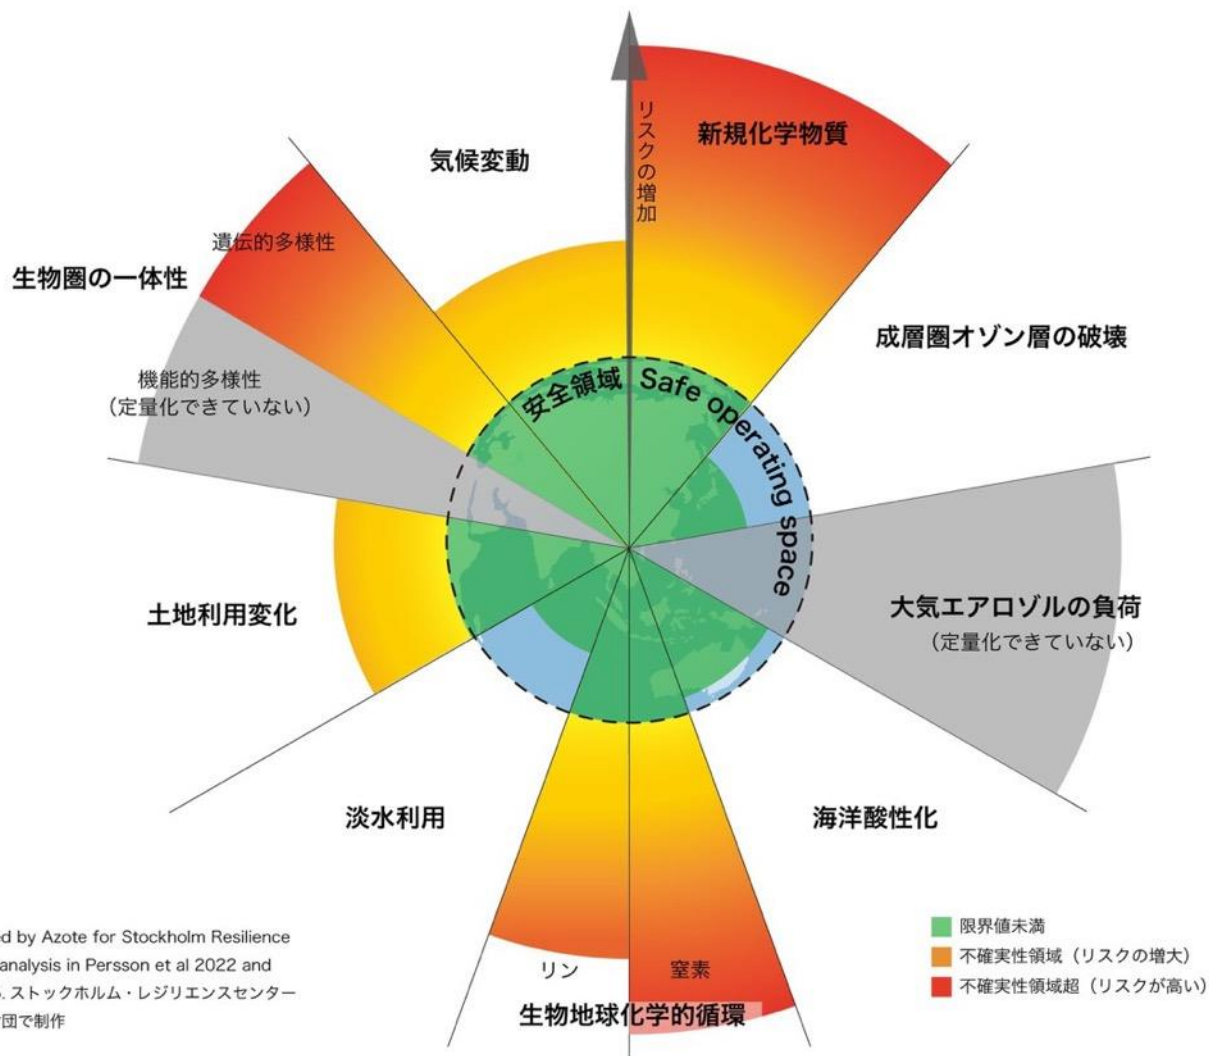 リスクの増加
新規化学物質
気候変動
遺伝的多様性
生物圏の一体性
成層圏オゾン層の破壊
安全領域 Safe operating space
機能的多様性
（定量化できていない）
大気エアロゾルの負荷
（定量化できていない）
土地利用変化
淡水利用
海洋酸性化
リン
窒素
生物地球化学的循環
限界値未満
不確実性領域（リスクの増大）
不確実性領域超（リスクが高い）
by Azote for Stockholm Resilience
analysis in Persson et al 2022 and
ストックホルム・レジリエンスセンター
団で制作